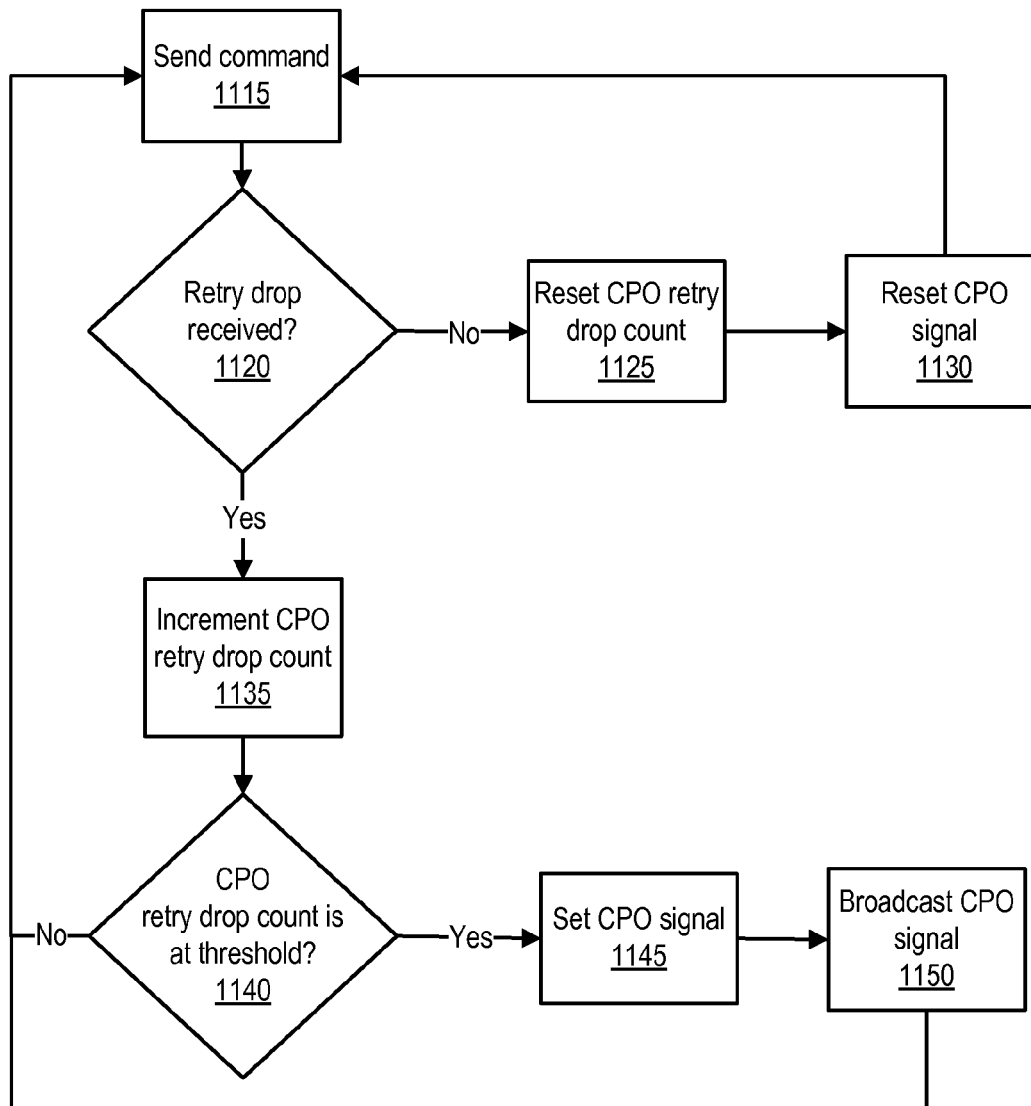 Send command
1115
Retry drop
received?
1120
No
Reset CPO retry
drop count
1125
Reset CPO
signal
1130
Yes
Increment CPO
retry drop count
1135
CPO
retry drop count is
at threshold?
1140
No
Yes
Set CPO signal
1145
Broadcast CPO
signal
1150